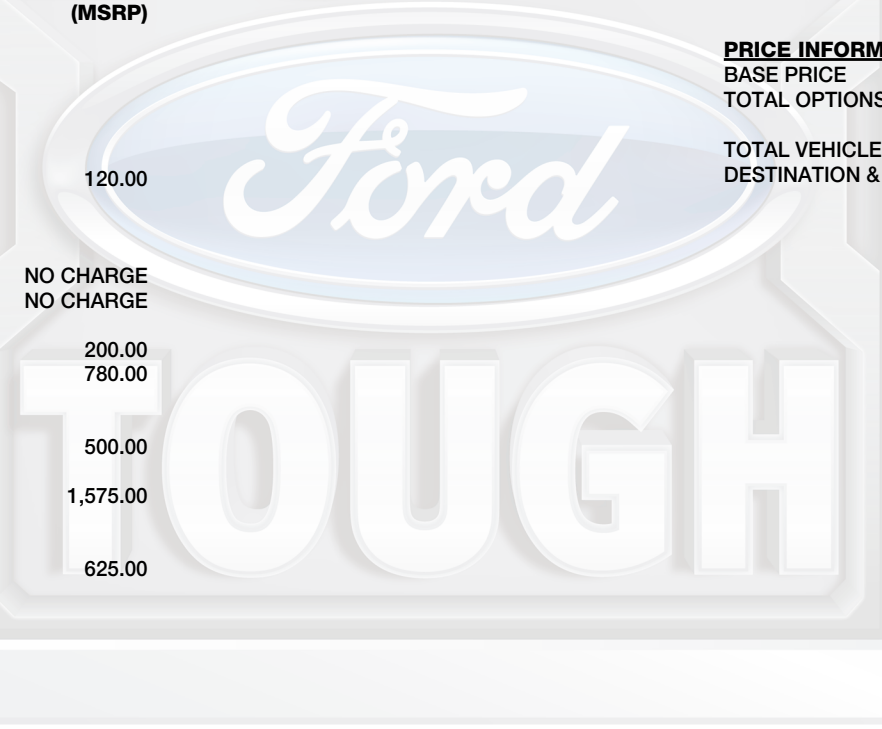 (MSRP)
120.00
NO CHARGE
NO CHARGE
200.00
780.00
500.00
1,575.00
625.00
PRICE INFORM
BASE PRICE
TOTAL OPTIONS
TOTAL VEHICLE
DESTINATION &
Ford
TOUGH